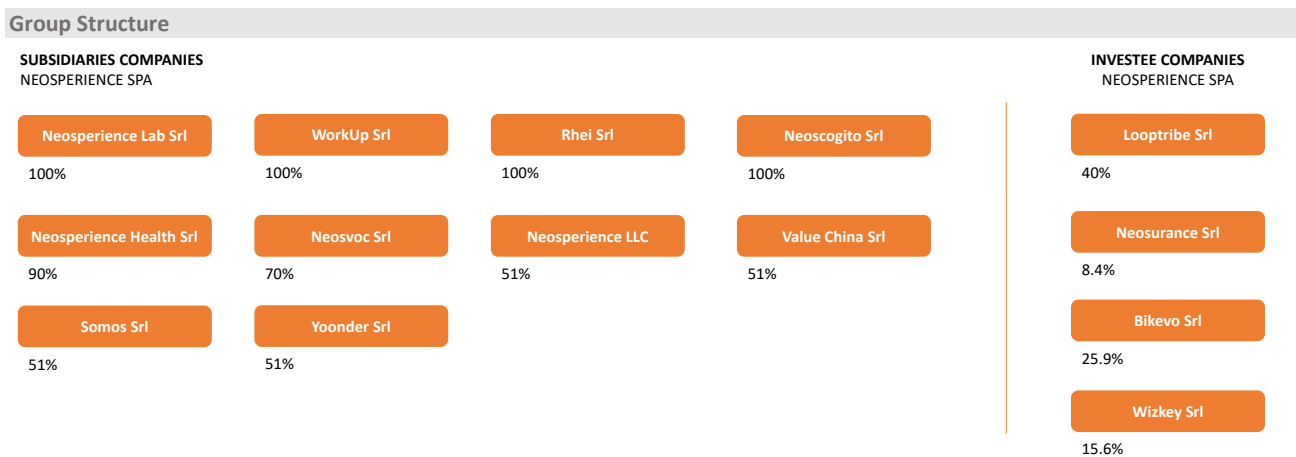 Group Structure
SUBSIDIARIES COMPANIES
NEOSPERIENCE SPA
INVESTEE COMPANIES
NEOSPERIENCE SPA
Neosperience Lab Srl
100%
WorkUp Srl
100%
Rhei Srl
100%
Neoscogito Srl
100%
Looptribe Srl
40%
Neosperience Health Srl
90%
Neosvoc Srl
70%
Neosperience LLC
51%
Value China Srl
51%
Neosurance Srl
8.4%
Somos Srl
51%
Yoonder Srl
51%
Bikevo Srl
25.9%
Wizkey Srl
15.6%